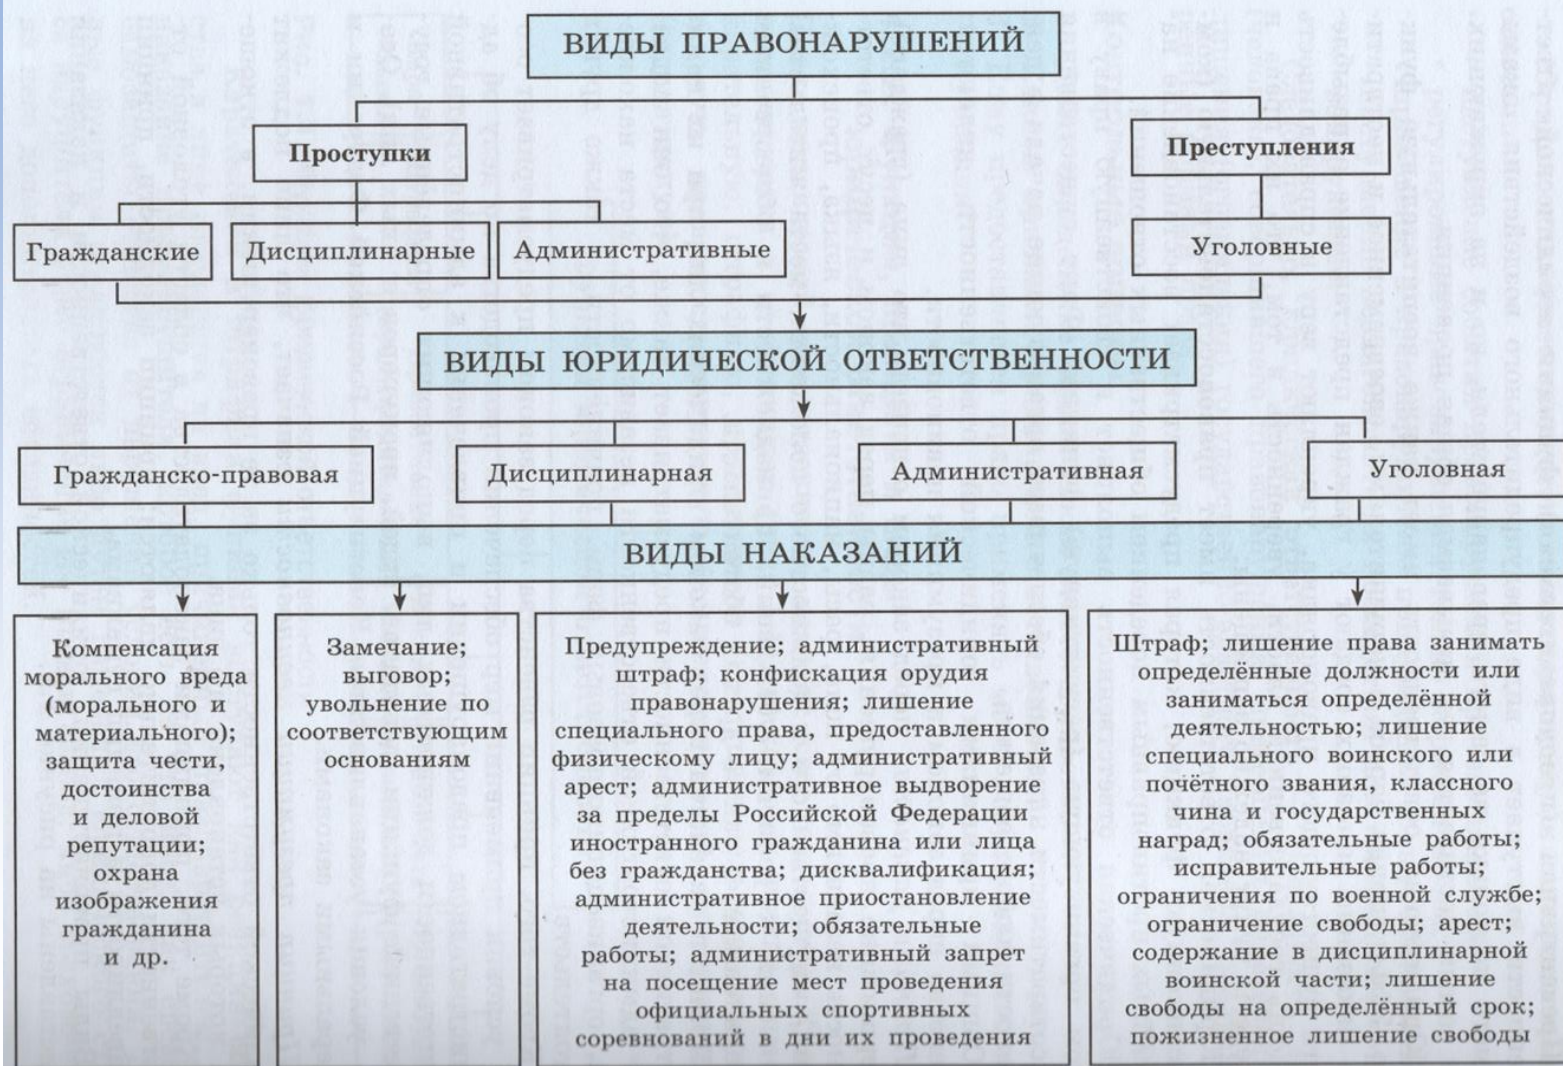 ВИДЫ ПРАВОНАРУШЕНИЙ
Проступки
Преступления
Гражданские
Дисциплинарные
Административные
Уголовные
ВИДЫ ЮРИДИЧЕСКОЙ ОТВЕТСТВЕННОСТИ
Гражданско-правовая
Дисциплинарная
Административная
Уголовная
ВИДЫ НАКАЗАНИЙ
Компенсация
морального вреда
(морального и
материального);
защита чести,
достоинства
и деловой
репутации;
охрана
изображения
гражданина
и др.
Замечание;
выговор;
увольнение по
соответствующим
основаниям
Предупреждение; административный
штраф; конфискация орудия
правонарушения; лишение
специального права, предоставленного
физическому лицу; административный
арест; административное выдворение
за пределы Российской Федерации
иностранного гражданина или лица
без гражданства; дисквалификация;
административное приостановление
деятельности; обязательные
работы; административный запрет
на посещение мест проведения
официальных спортивных
соревнований в дни их проведения
Штраф; лишение права занимать
определённые должности или
заниматься определённой
деятельностью; лишение
специального воинского или
почётного звания, классного
чина и государственных
наград; обязательные работы;
исправительные работы;
ограничения по военной службе;
ограничение свободы; арест;
содержание в дисциплинарной
воинской части; лишение
свободы на определённый срок;
пожизненное лишение свободы